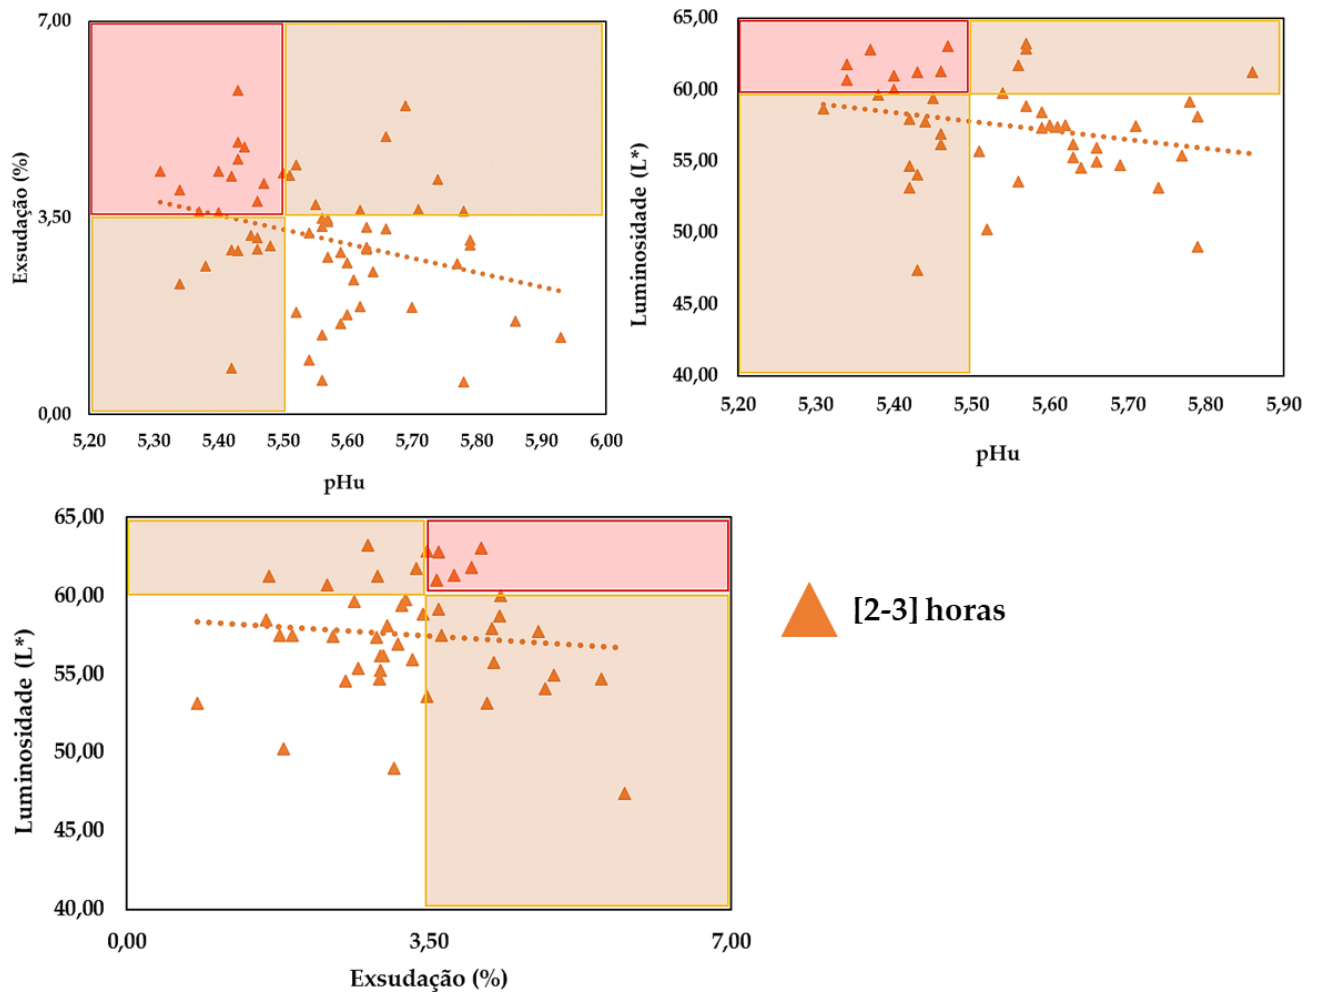 7,00
3,50
0,00
Exsudação (%)
5,20 5,30 5,40 5,50 5,60 5,70 5,80 5,90 6,00
pHu
65,00
60,00
55,00
50,00
45,00
40,00
Luminosidade (L*)
5,20 5,30 5,40 5,50 5,60 5,70 5,80 5,90
pHu
65,00
60,00
55,00
50,00
45,00
40,00
Luminosidade (L*)
0,00 3,50 7,00
Exsudação (%)
[2-3] horas